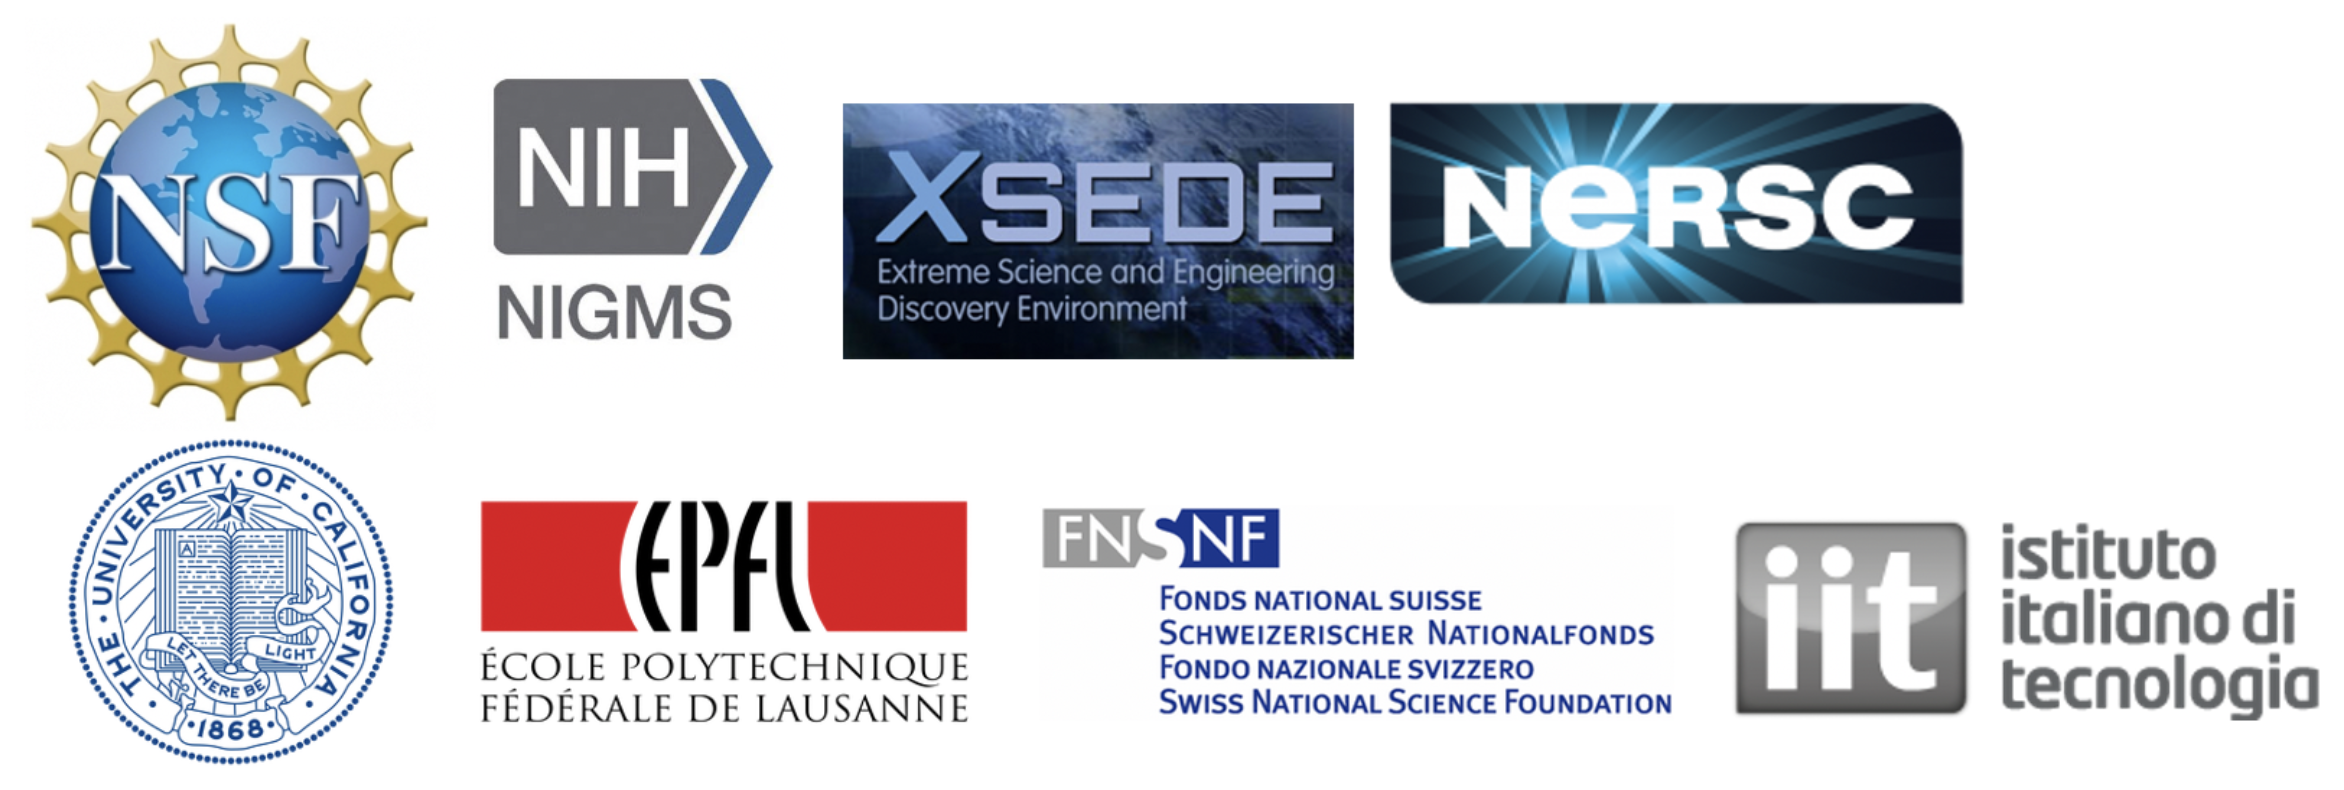 NSF
NIH
NIGMS
XSEDE
Extreme Science and Engineering
Discovery Environment
NeRSC
THE · UNIVERSITY · OF · CALIFORNIA ·
A
LET THERE BE LIGHT
·1868·
EPFL
ÉCOLE POLYTECHNIQUE
FÉDÉRALE DE LAUSANNE
FNSNF
FONDS NATIONAL SUISSE
SCHWEIZERISCHER NATIONALFONDS
FONDO NAZIONALE SVIZZERO
SWISS NATIONAL SCIENCE FOUNDATION
iit
istituto
italiano di
tecnologia